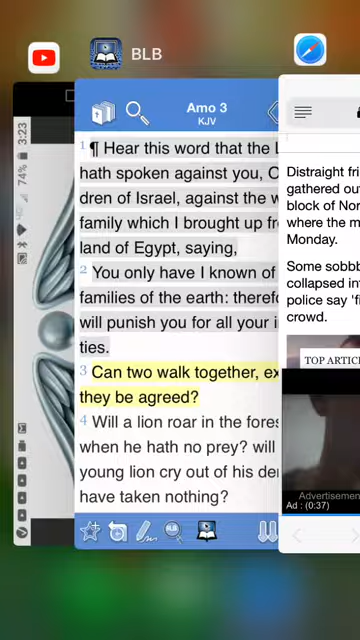 BLB
3:23
74%
Amo 3
KJV
1 ¶ Hear this word that the L
hath spoken against you, O
dren of Israel, against the w
family which I brought up fr
land of Egypt, saying,
2 You only have I known of
families of the earth: theref
will punish you for all your i
ties.
3 Can two walk together, ex
they be agreed?
4 Will a lion roar in the fores
when he hath no prey? will
young lion cry out of his de
have taken nothing?
Distraight fri
gathered ou
block of Nor
where the m
Monday.
Some sobbb
collapsed in
police say 'f
crowd.
TOP ARTIC
Advertisemen
Ad : (0:37)